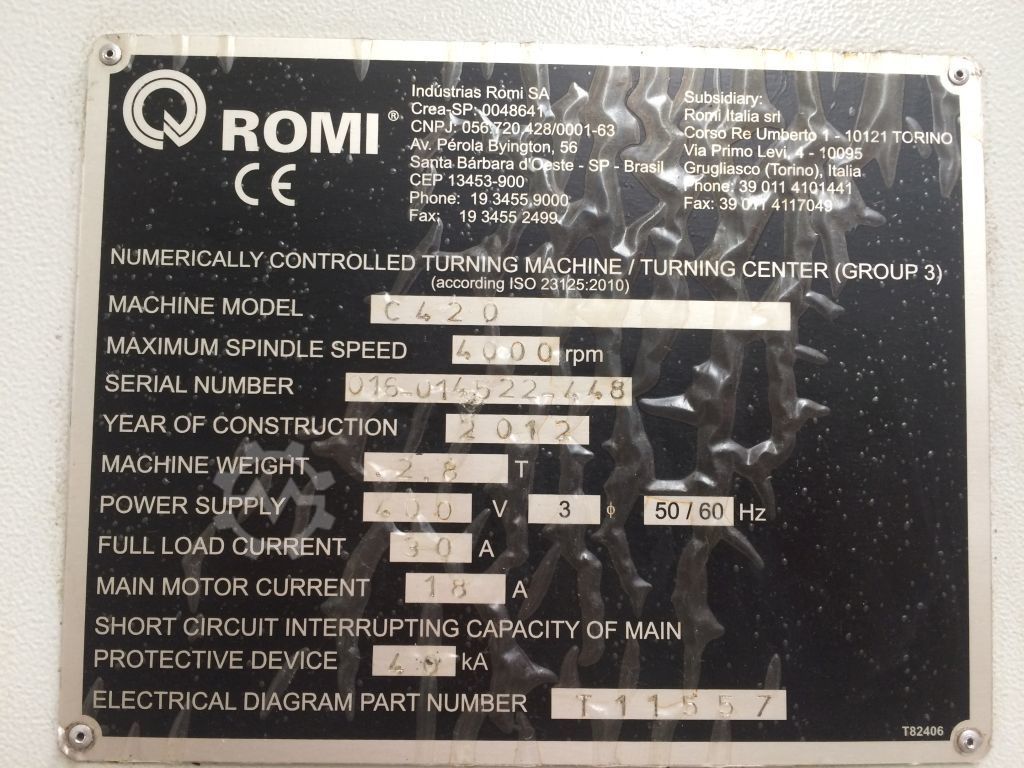 ROMI®
CE
Indústrias Romi SA
Crea-SP: 0048641
CNPJ: 056.720.428/0001-63
Av. Pérola Byington, 56
Santa Bárbara d'Oeste - SP - Brasil
CEP 13453-900
Phone: 19 3455.9000
Fax: 19 3455 2499
Subsidiary:
Romi Italia srl
Corso Re Umberto 1 - 10121 TORINO
Via Primo Levi, 4 - 10095
Grugliasco (Torino), Italia
Phone: 39 011 4101441
Fax: 39 011 4117049
NUMERICALLY CONTROLLED TURNING MACHINE / TURNING CENTER (GROUP 3)
(according ISO 23125:2010)
MACHINE MODEL C420
MAXIMUM SPINDLE SPEED 4000 rpm
SERIAL NUMBER 016-014522-448
YEAR OF CONSTRUCTION 2012
MACHINE WEIGHT 2,8 T
POWER SUPPLY 400 V 3 ϕ 50 / 60 Hz
FULL LOAD CURRENT 30 A
MAIN MOTOR CURRENT 18 A
SHORT CIRCUIT INTERRUPTING CAPACITY OF MAIN
PROTECTIVE DEVICE kA
ELECTRICAL DIAGRAM PART NUMBER T11557
T82406